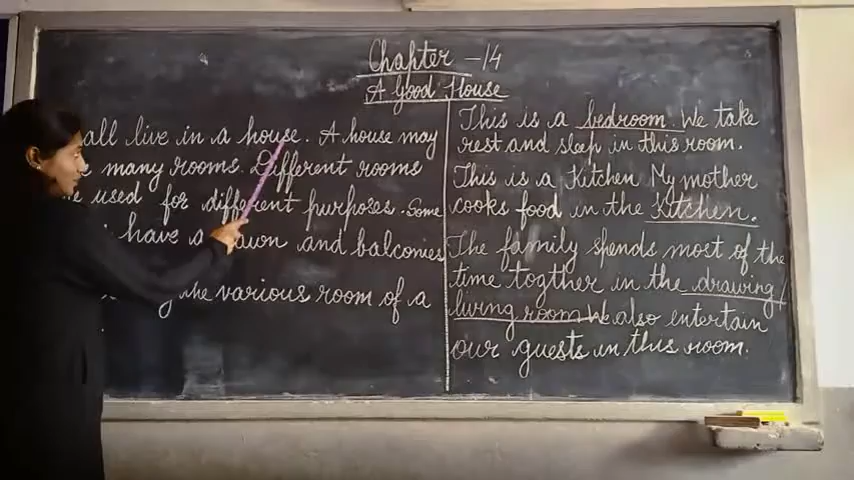 Chapter - 14
A Good House
all live in a house. A house may
many rooms. Different rooms
used for different purposes. Some
have a and balconies
the various room of a
This is a bedroom. We take
rest and sleep in this room.
This is a Kitchen My mother
cooks food in the kitchen.
The family spends most of the
time togther in the drawing/
living room We also entertain
our guests in this room.